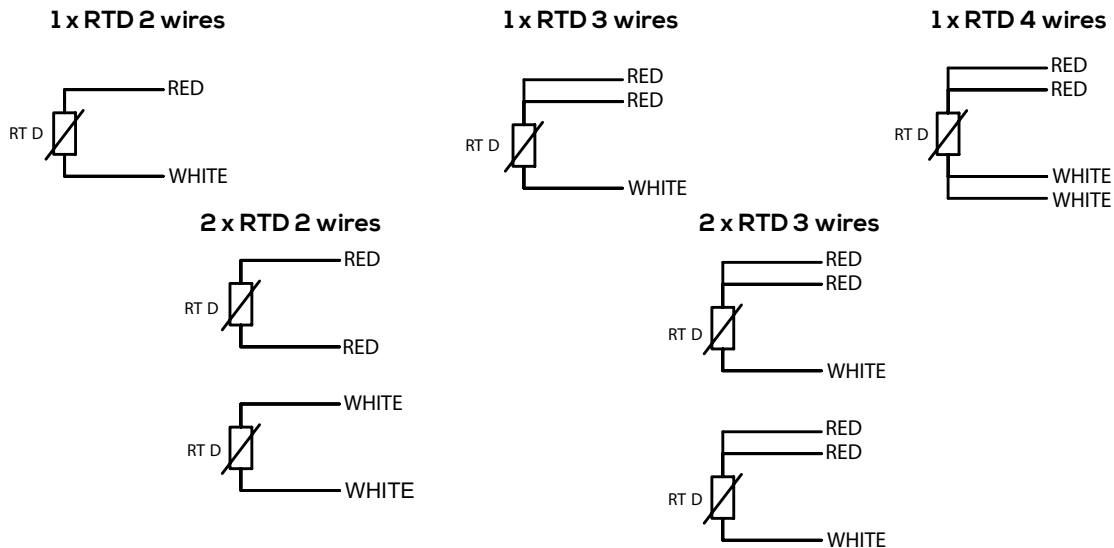 1 x RTD 2 wires
RED
RT D
WHITE
1 x RTD 3 wires
RED
RED
RT D
WHITE
1 x RTD 4 wires
RED
RED
RT D
WHITE
WHITE
2 x RTD 2 wires
RED
RT D
RED
WHITE
RT D
WHITE
2 x RTD 3 wires
RED
RED
RT D
WHITE
RED
RED
RT D
WHITE